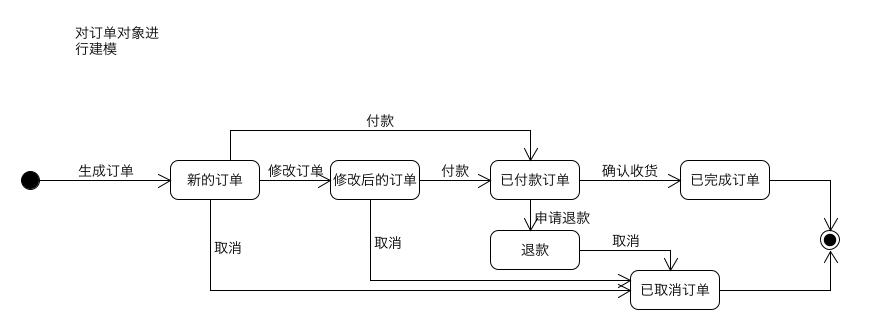 对订单对象进
行建模
付款
生成订单
新的订单
修改订单
修改后的订单
付款
已付款订单
确认收货
已完成订单
申请退款
取消
取消
退款
取消
已取消订单